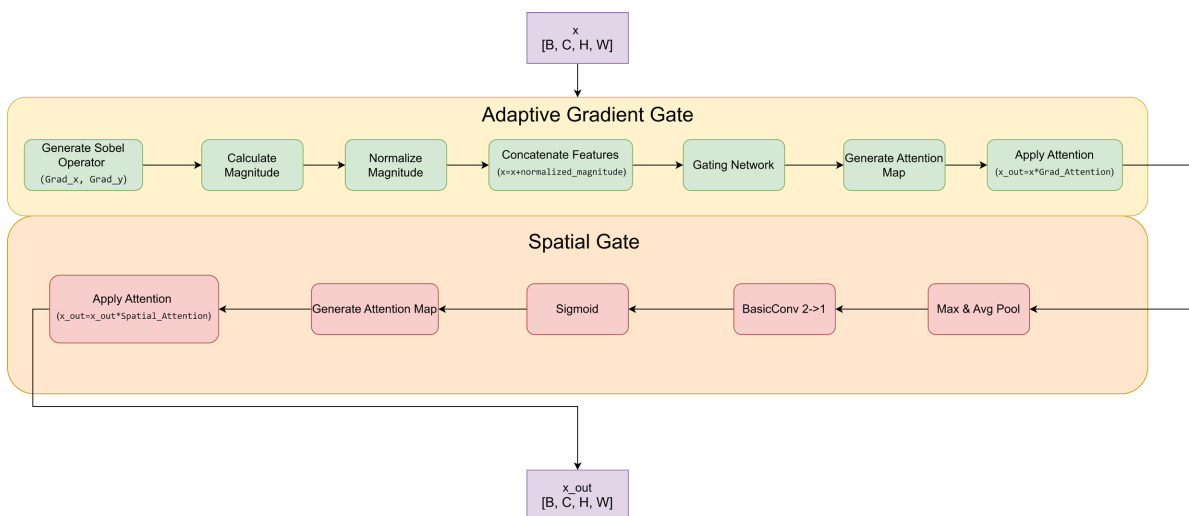 x
[B, C, H, W]
Adaptive Gradient Gate
Generate Sobel
Operator
(Grad_x, Grad_y)
Calculate
Magnitude
Normalize
Magnitude
Concatenate Features
(x=x+normalized_magnitude)
Gating Network
Generate Attention
Map
Apply Attention
(x_out=x*Grad_Attention)
Spatial Gate
Apply Attention
(x_out=x_out*Spatial_Attention)
Generate Attention Map
Sigmoid
BasicConv 2->1
Max & Avg Pool
x_out
[B, C, H, W]